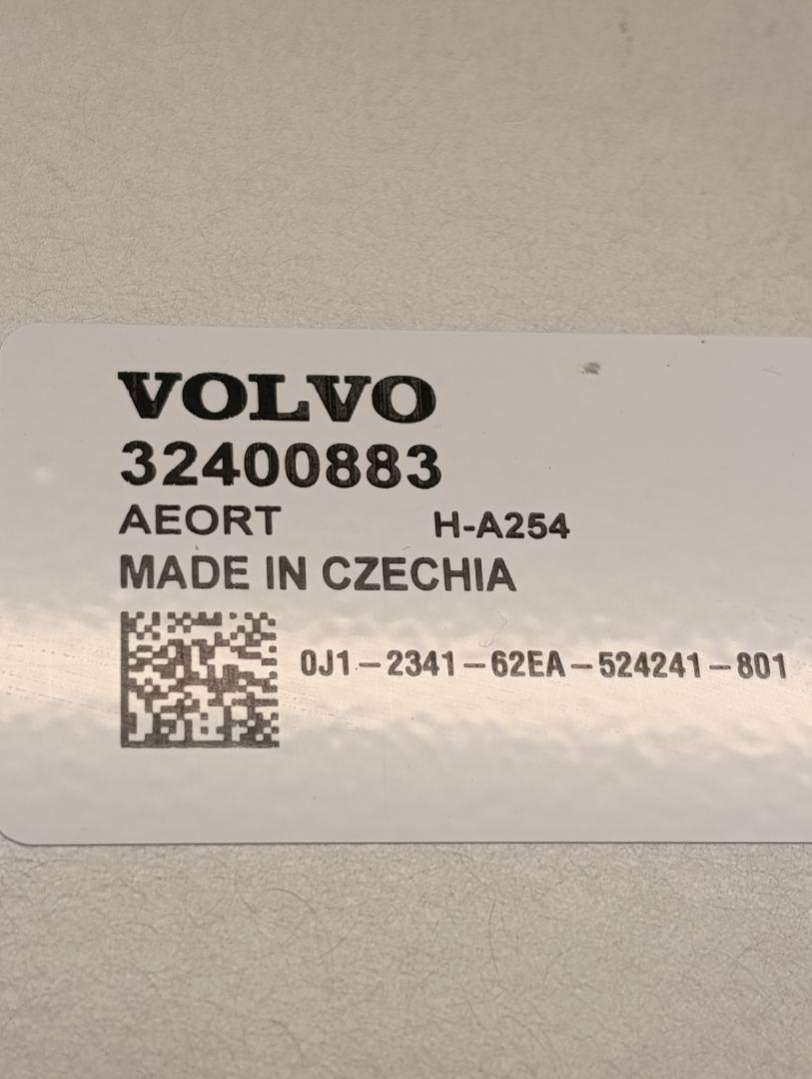 VOLVO
32400883
AEORT H-A254
MADE IN CZECHIA
0J1-2341-62EA-524241-801